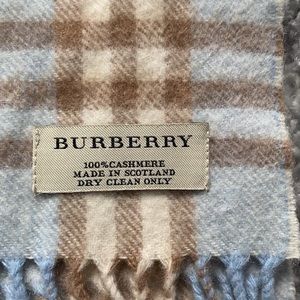 BURBERRY
100%CASHMERE
MADE IN SCOTLAND
DRY CLEAN ONLY